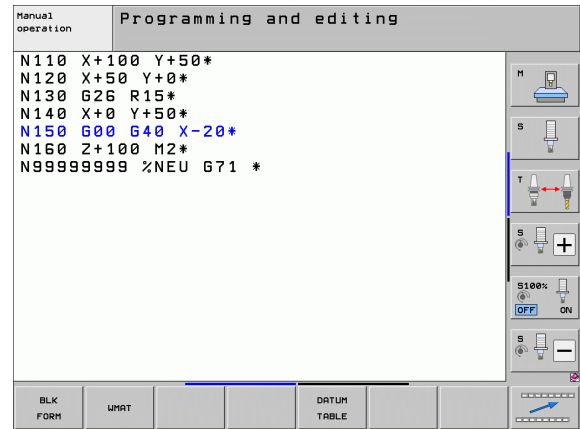 Manual
operation
Programming and editing
N110 X+100 Y+50*
N120 X+50 Y+0*
N130 G26 R15*
N140 X+0 Y+50*
N150 G00 G40 X-20*
N160 Z+100 M2*
N99999999 %NEU G71 *
M
S
T
S
+
S100%
OFF ON
S
−
BLK
FORM
WMAT
DATUM
TABLE